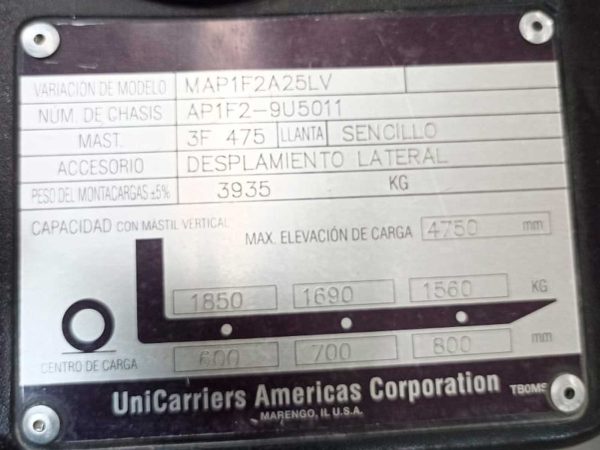 VARIACIÓN DE MODELO MAP1F2A25LV
NUM. DE CHASIS AP1F2-9U5011
MAST. 3F 475 LLANTA SENCILLO
ACCESORIO DESPLAMIENTO LATERAL
PESO DEL MONTACARGAS ±5% 3935 KG
CAPACIDAD CON MÁSTIL VERTICAL
MAX. ELEVACIÓN DE CARGA 4750 mm
1850 1690 1560 KG
CENTRO DE CARGA 600 700 800 mm
UniCarriers Americas Corporation TB0MS
MARENGO, IL U.S.A.